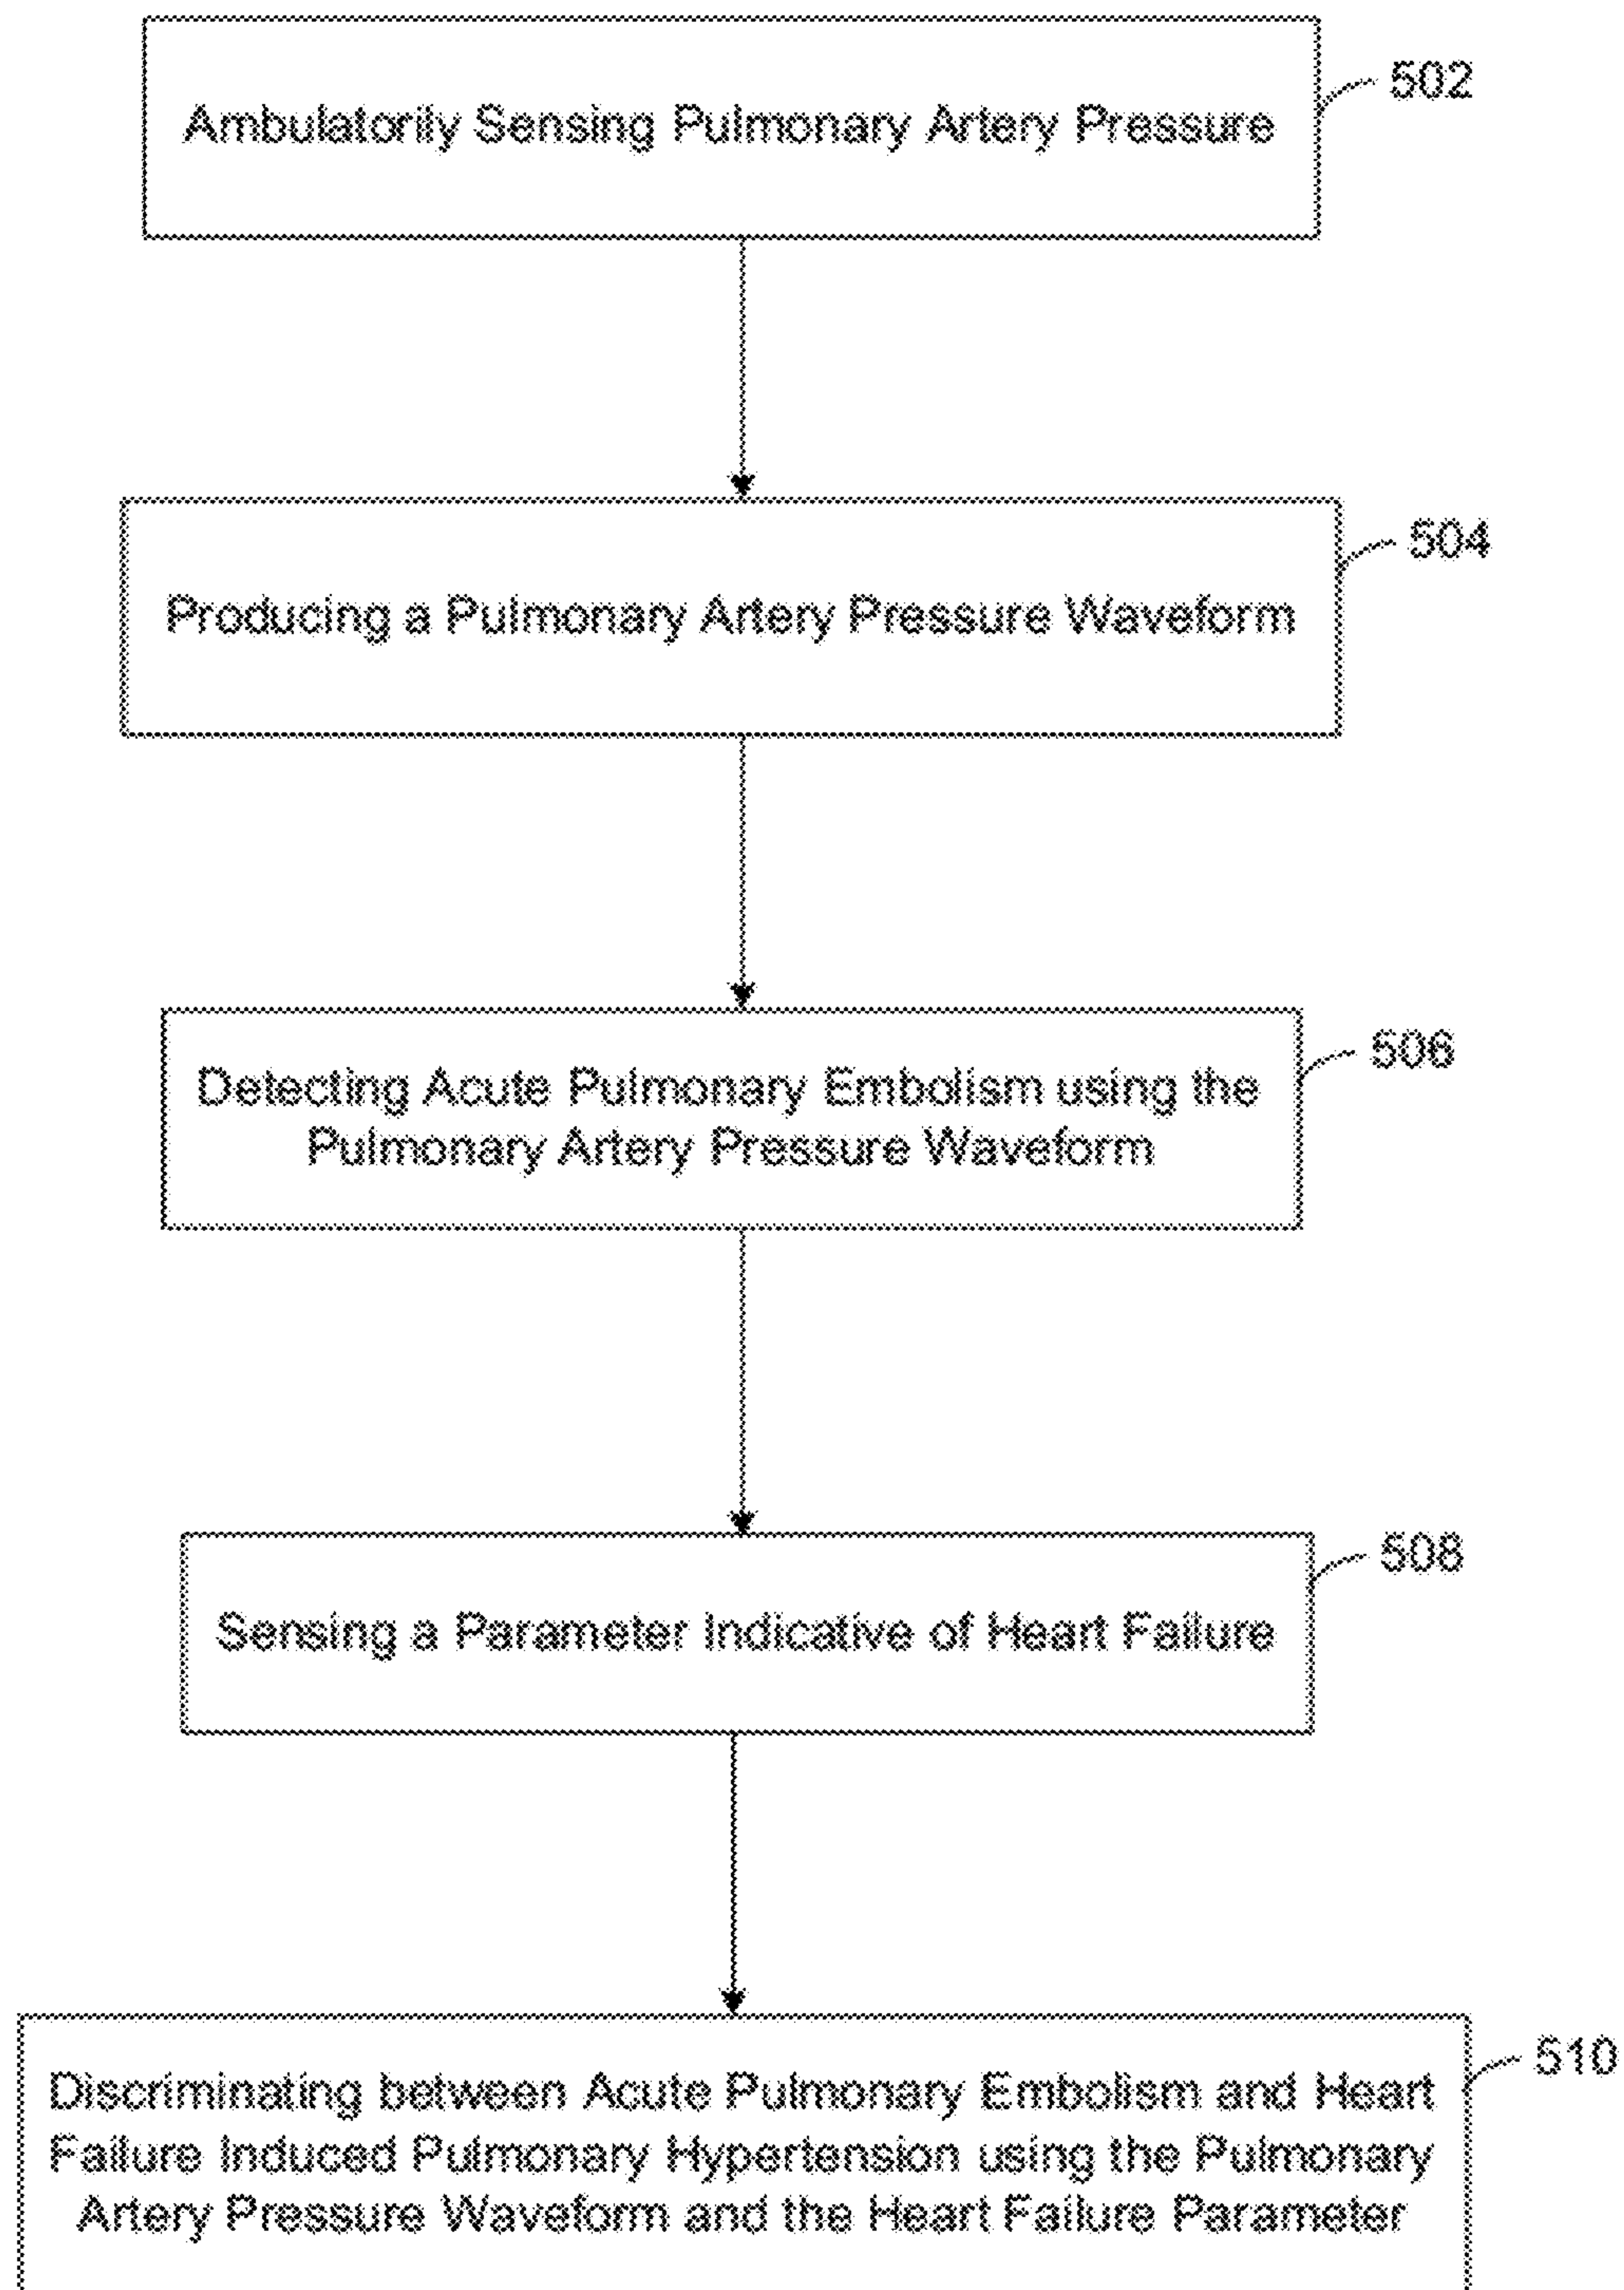 Ambulatorily Sensing Pulmonary Artery Pressure
502
Producing a Pulmonary Artery Pressure Waveform
504
Detecting Acute Pulmonary Embolism using the
Pulmonary Artery Pressure Waveform
506
Sensing a Parameter Indicative of Heart Failure
508
Discriminating between Acute Pulmonary Embolism and Heart
Failure Induced Pulmonary Hypertension using the Pulmonary
Artery Pressure Waveform and the Heart Failure Parameter
510